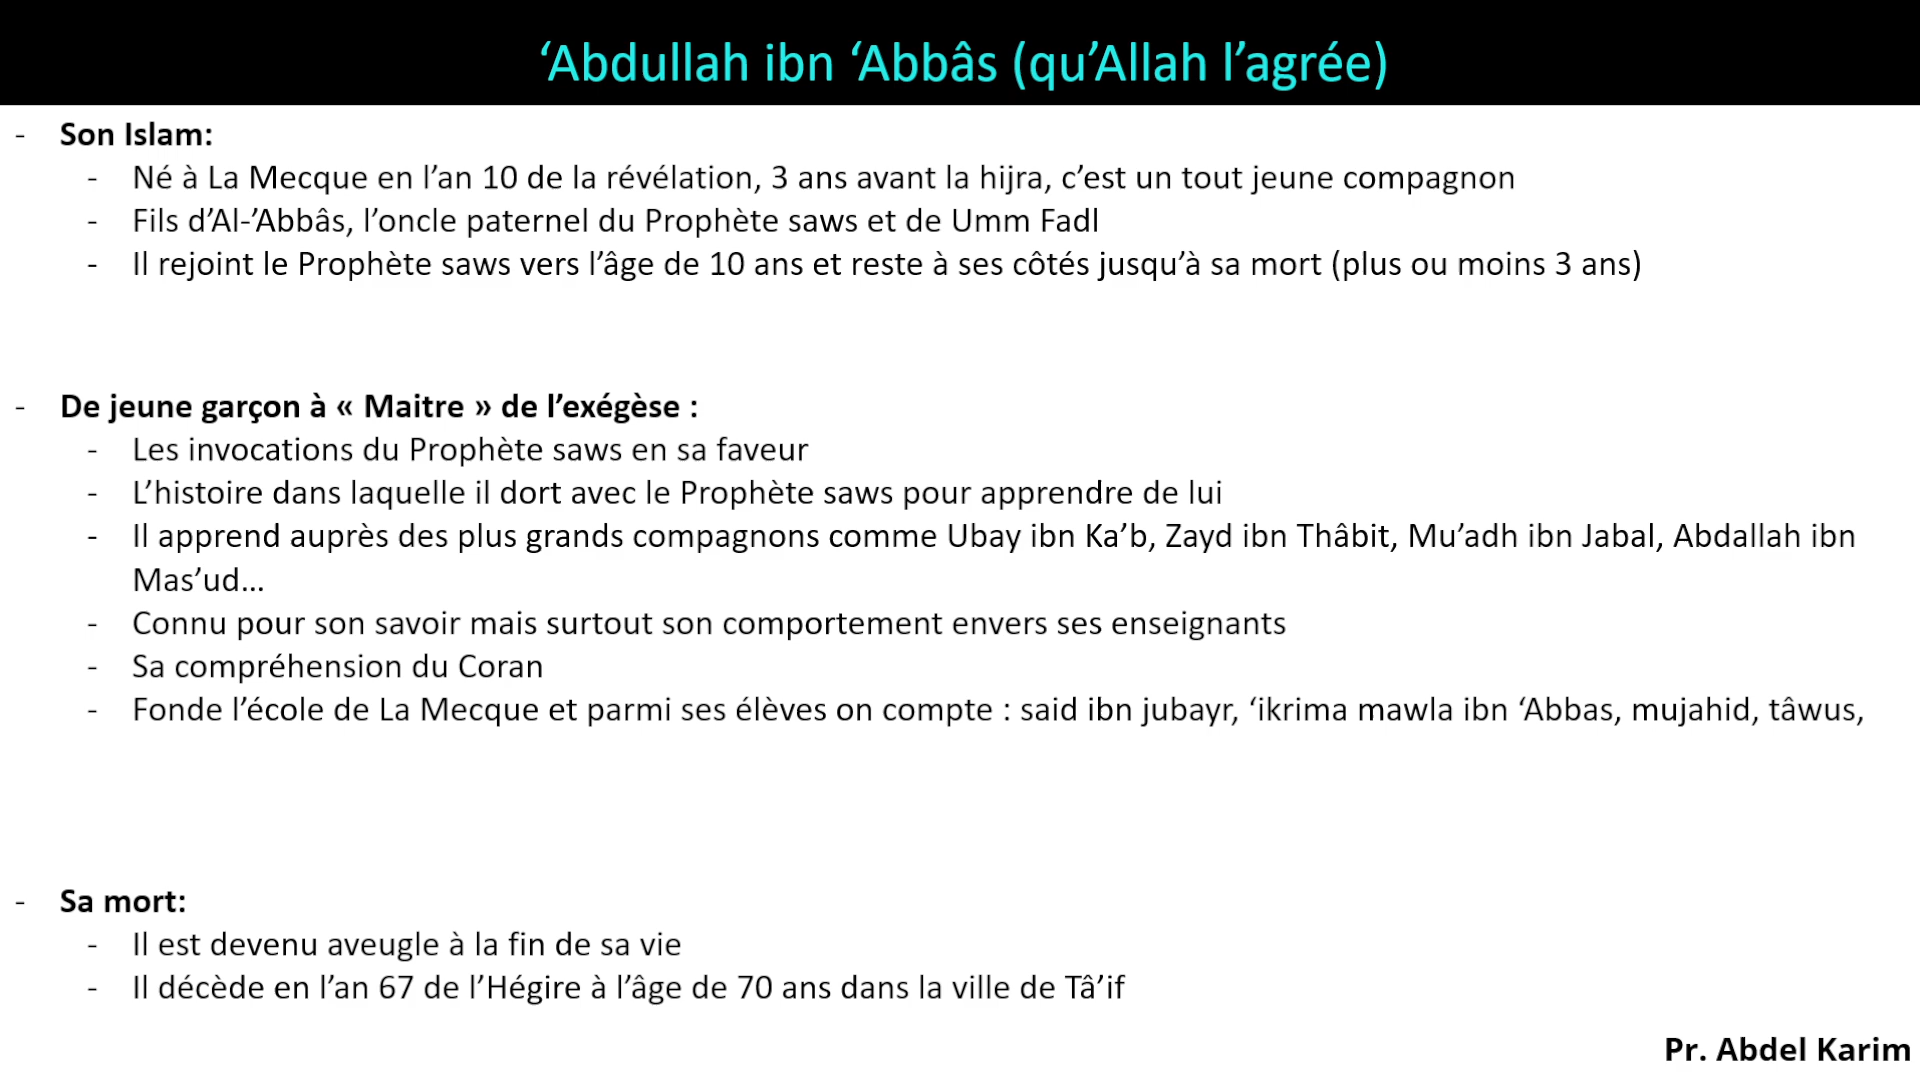 ‘Abdullah ibn ‘Abbâs (qu’Allah l’agrée)
- Son Islam:
- Né à La Mecque en l’an 10 de la révélation, 3 ans avant la hijra, c’est un tout jeune compagnon
- Fils d’Al-’Abbâs, l’oncle paternel du Prophète saws et de Umm Fadl
- Il rejoint le Prophète saws vers l’âge de 10 ans et reste à ses côtés jusqu’à sa mort (plus ou moins 3 ans)
- De jeune garçon à « Maitre » de l’exégèse :
- Les invocations du Prophète saws en sa faveur
- L’histoire dans laquelle il dort avec le Prophète saws pour apprendre de lui
- Il apprend auprès des plus grands compagnons comme Ubay ibn Ka’b, Zayd ibn Thâbit, Mu’adh ibn Jabal, Abdallah ibn
Mas’ud…
- Connu pour son savoir mais surtout son comportement envers ses enseignants
- Sa compréhension du Coran
- Fonde l’école de La Mecque et parmi ses élèves on compte : said ibn jubayr, ‘ikrima mawla ibn ‘Abbas, mujahid, tâwus,
- Sa mort:
- Il est devenu aveugle à la fin de sa vie
- Il décède en l’an 67 de l’Hégire à l’âge de 70 ans dans la ville de Tâ’if
Pr. Abdel Karim